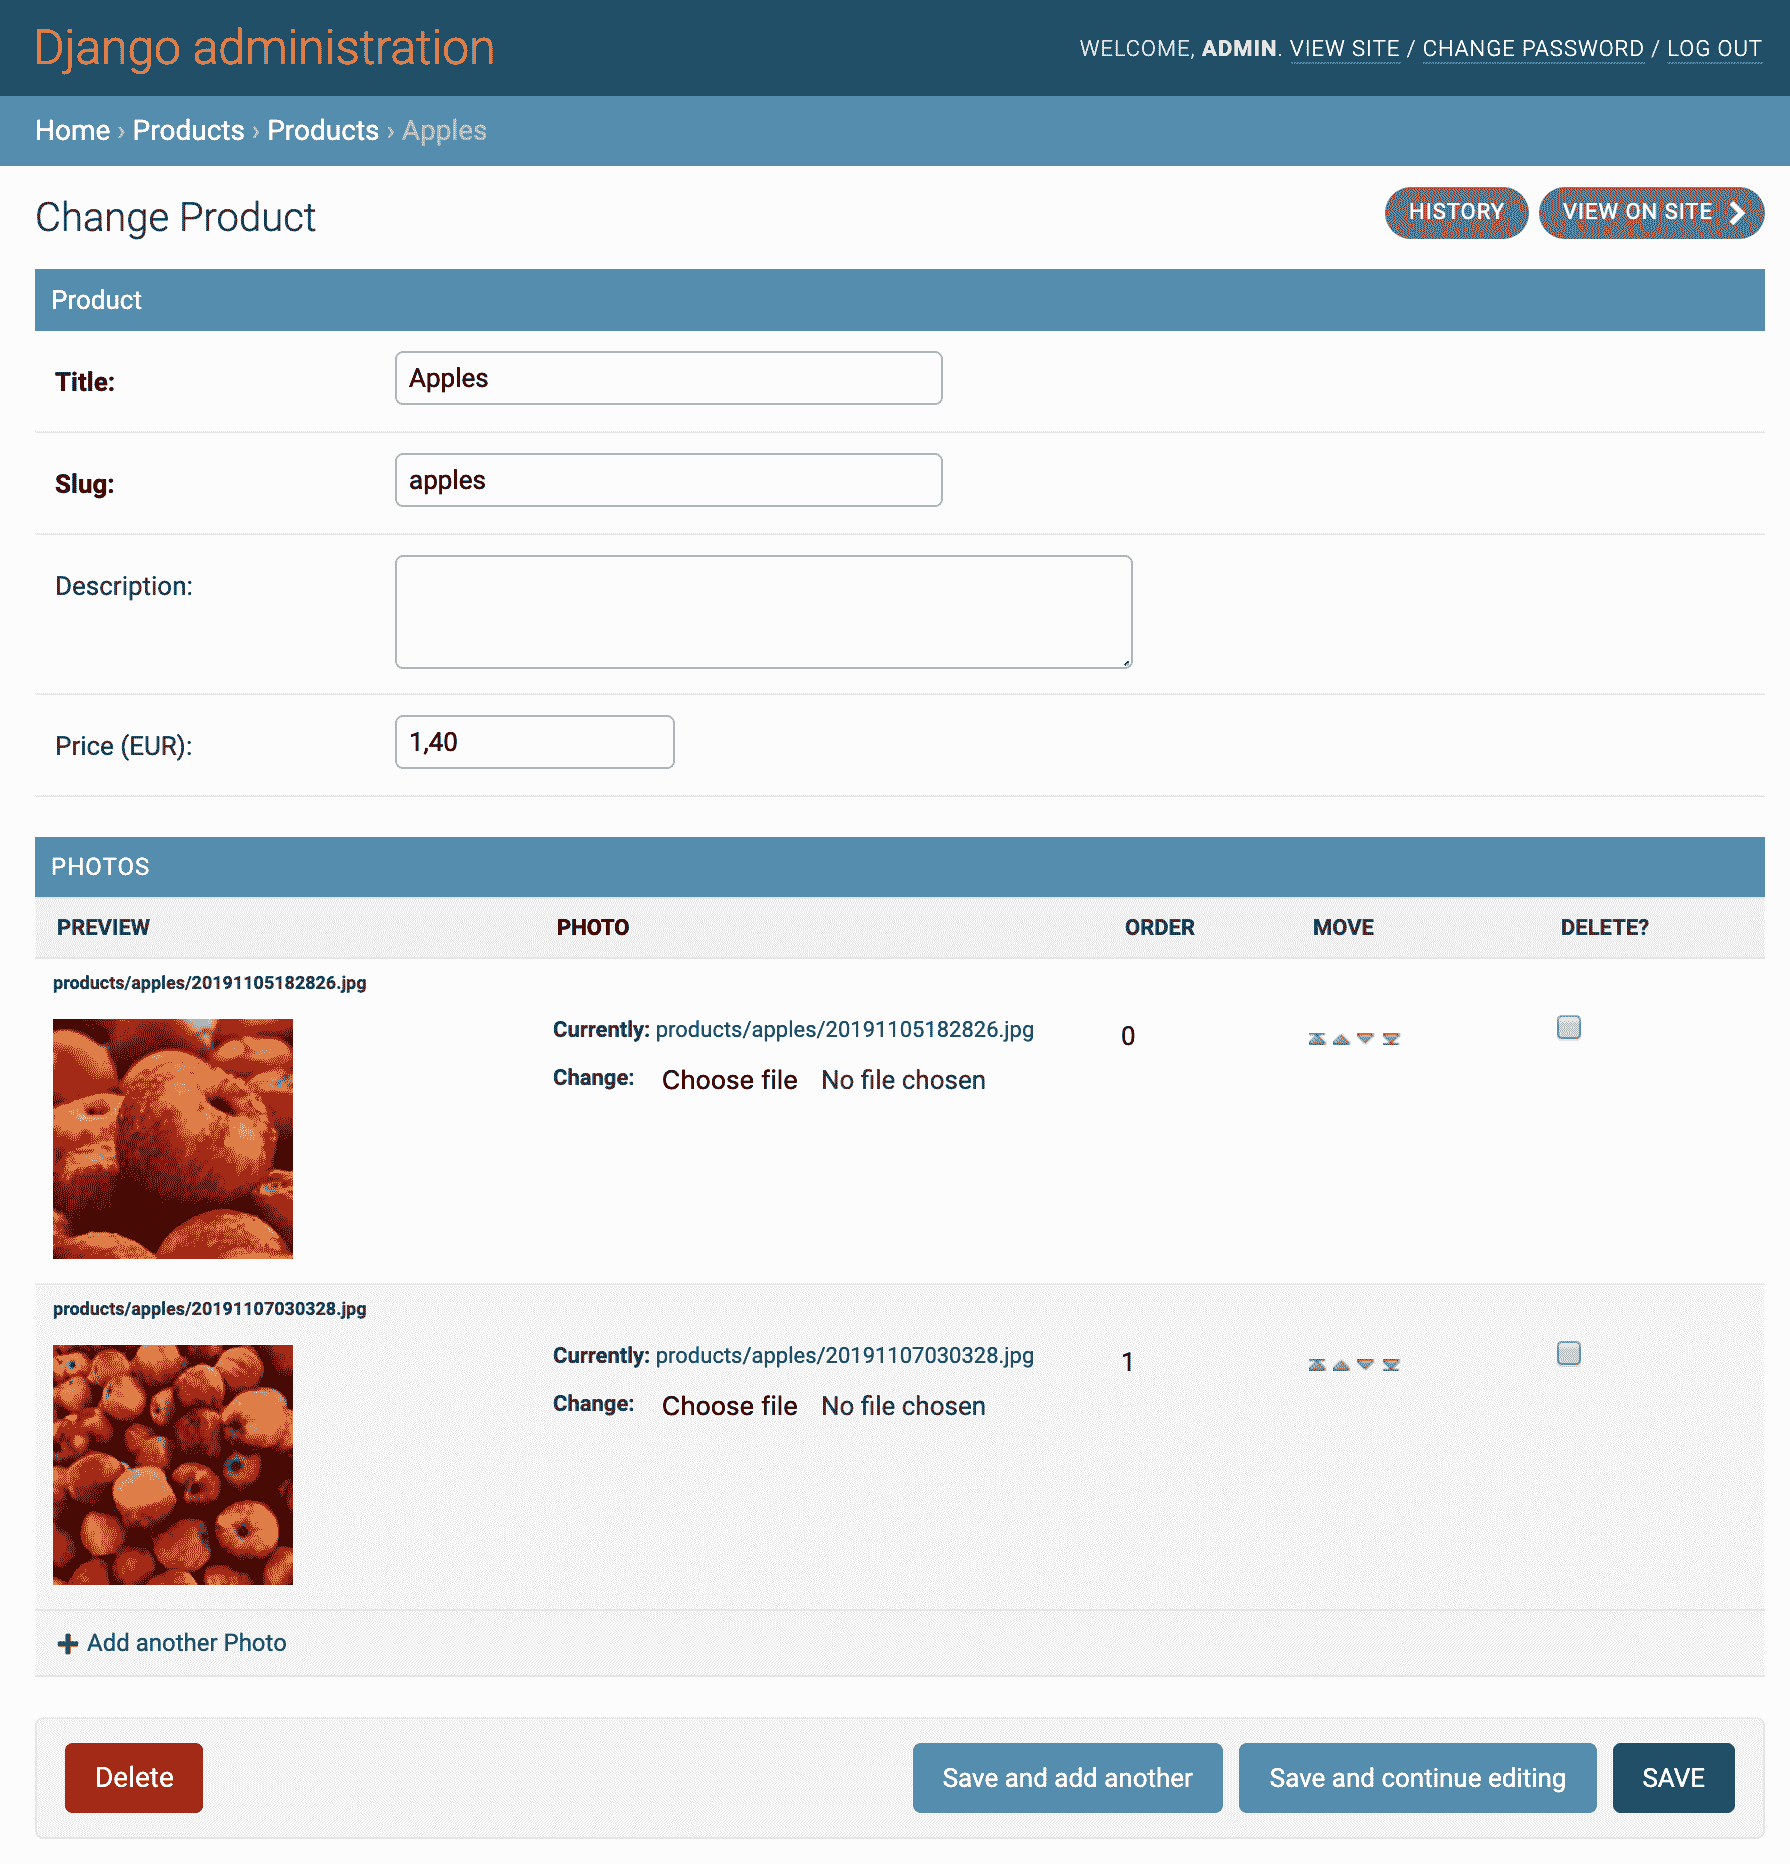 Django administration
WELCOME, ADMIN. VIEW SITE / CHANGE PASSWORD / LOG OUT
Home › Products › Products › Apples
Change Product
HISTORY
VIEW ON SITE
Product
Title:
Apples
Slug:
apples
Description:
Price (EUR):
1,40
PHOTOS
PREVIEW PHOTO ORDER MOVE DELETE?
products/apples/20191105182826.jpg
Currently: products/apples/20191105182826.jpg
0
Change: Choose file No file chosen
products/apples/20191107030328.jpg
Currently: products/apples/20191107030328.jpg
1
Change: Choose file No file chosen
Add another Photo
Delete
Save and add another
Save and continue editing
SAVE